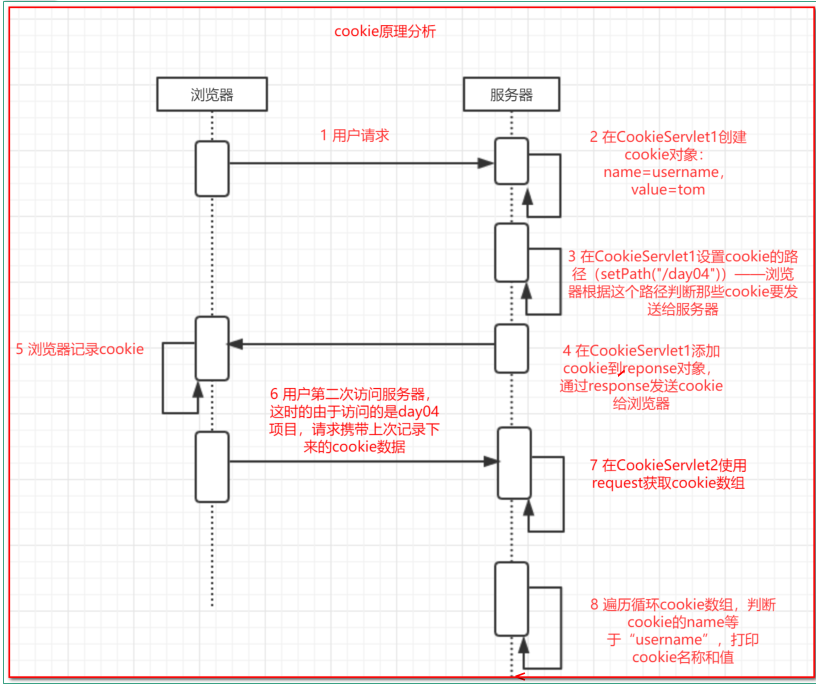 cookie原理分析
浏览器
服务器
1 用户请求
2 在CookieServlet1创建
cookie对象：
name=username，
value=tom
3 在CookieServlet1设置cookie的路
径（setPath("/day04")）——浏览
器根据这个路径判断那些cookie要发
送给服务器
4 在CookieServlet1添加
cookie到reponse对象，
通过response发送cookie
给浏览器
5 浏览器记录cookie
6 用户第二次访问服务器，
这时的由于访问的是day04
项目，请求携带上次记录下
来的cookie数据
7 在CookieServlet2使用
request获取cookie数组
8 遍历循环cookie数组，判断
cookie的name等
于“username”，打印
cookie名称和值